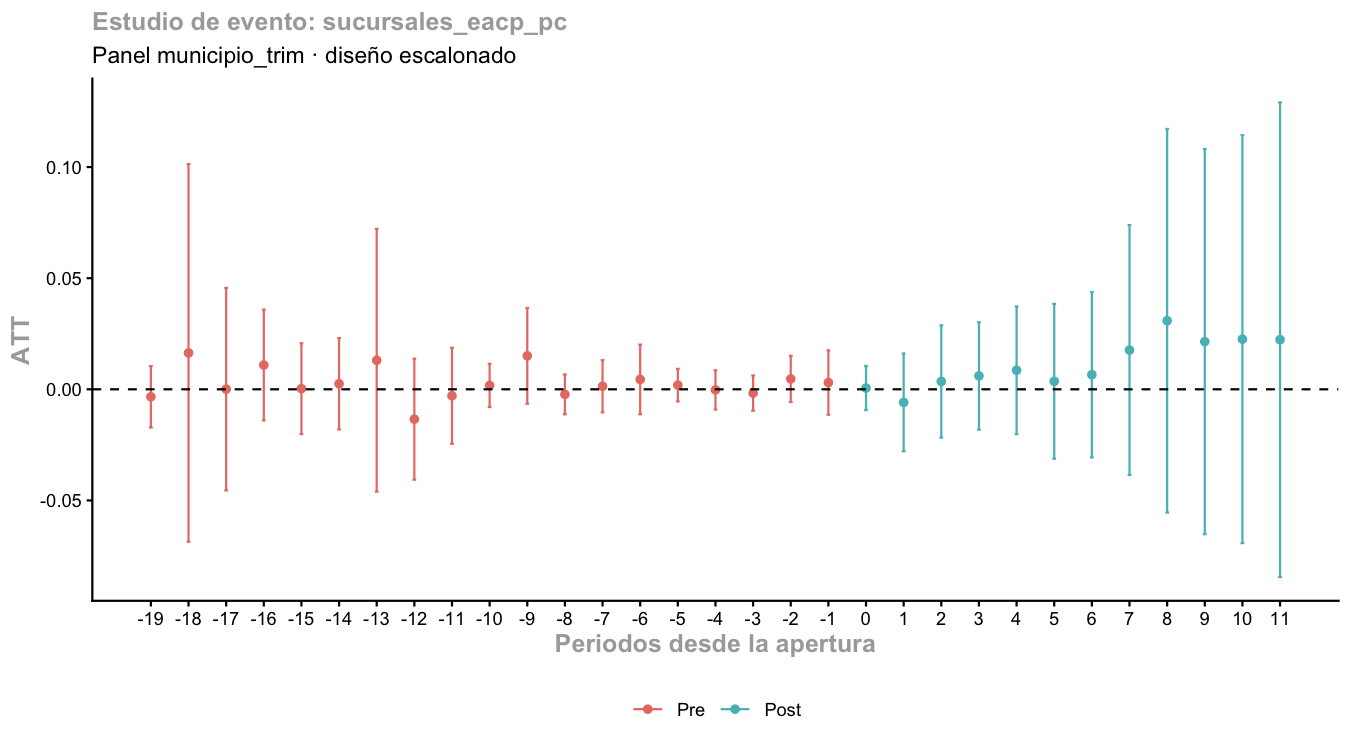 Estudio de evento: sucursales_eacp_pc
Panel municipio_trim · diseño escalonado
ATT
0.10
0.05
0.00
-0.05
-19 -18 -17 -16 -15 -14 -13 -12 -11 -10 -9 -8 -7 -6 -5 -4 -3 -2 -1 0 1 2 3 4 5 6 7 8 9 10 11
Periodos desde la apertura
Pre Post